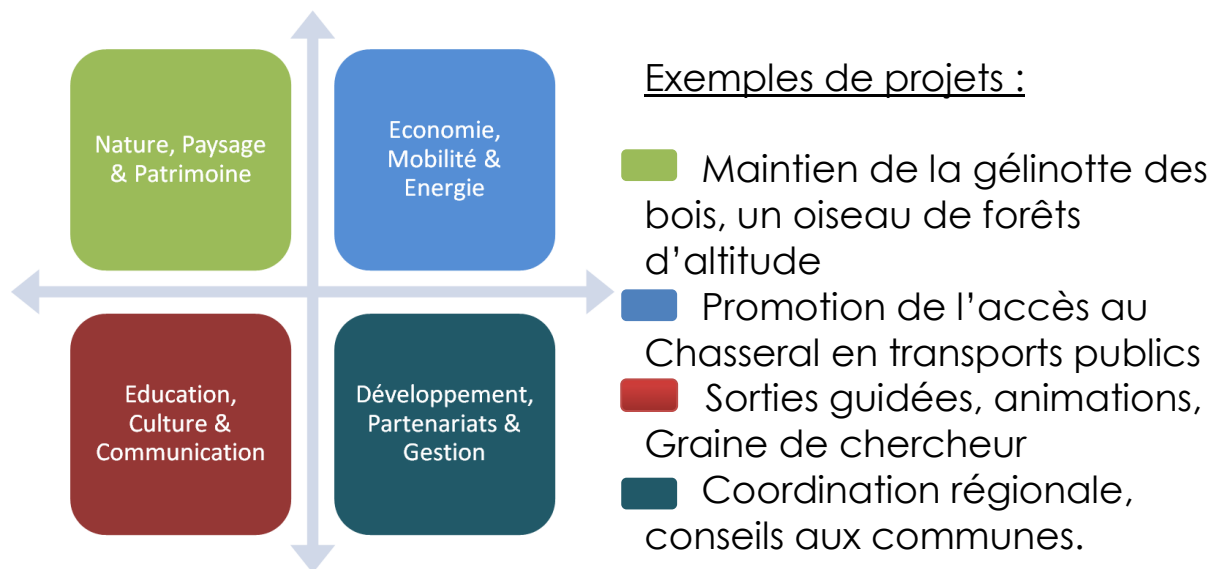 Nature, Paysage
& Patrimoine
Economie,
Mobilité &
Energie
Education,
Culture &
Communication
Développement,
Partenariats &
Gestion
Exemples de projets :
Maintien de la gélinotte des
bois, un oiseau de forêts
d’altitude
Promotion de l’accès au
Chasseral en transports publics
Sorties guidées, animations,
Graine de chercheur
Coordination régionale,
conseils aux communes.